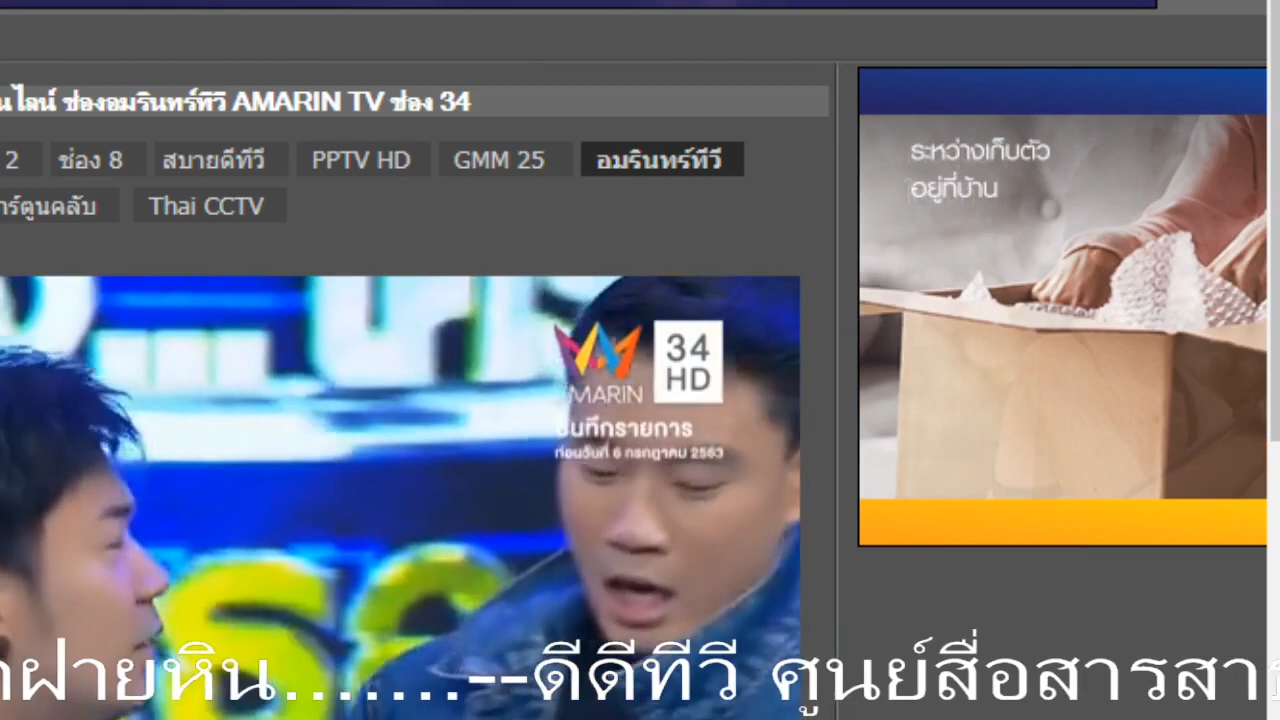 ไลน์ ช่องอมรินทร์ทีวี AMARIN TV ช่อง 34
2 ช่อง 8 สบายดีทีวี PPTV HD GMM 25 อมรินทร์ทีวี
าร์ตูนคลับ Thai CCTV
ระหว่างเก็บตัว
อยู่ที่บ้าน
34
HD
AMARIN
บันทึกรายการ
ก่อนวันที่ 6 กรกฎาคม 2563
ฝายหิน.......--ดีดีทีวี ศูนย์สื่อสารสา